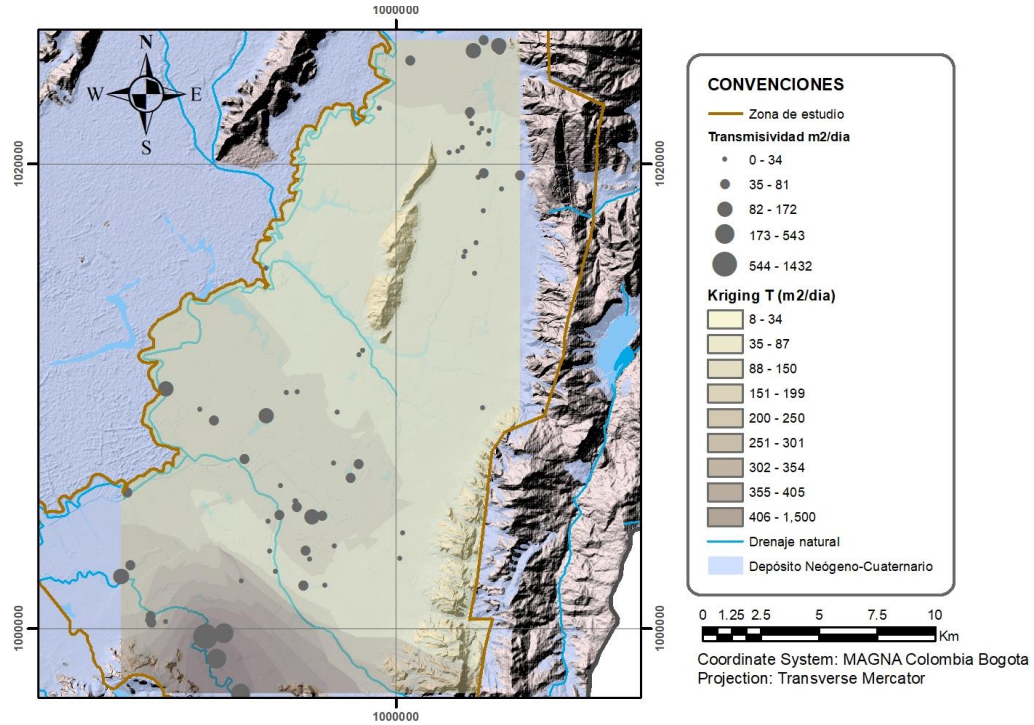 1000000
N
W
E
S
1020000
1020000
1000000
1000000
1000000
CONVENCIONES
Zona de estudio
Transmisividad m2/dia
0 - 34
35 - 81
82 - 172
173 - 543
544 - 1432
Kriging T (m2/dia)
8 - 34
35 - 87
88 - 150
151 - 199
200 - 250
251 - 301
302 - 354
355 - 405
406 - 1,500
Drenaje natural
Depósito Neógeno-Cuaternario
0 1.25 2.5 5 7.5 10
Km
Coordinate System: MAGNA Colombia Bogota
Projection: Transverse Mercator